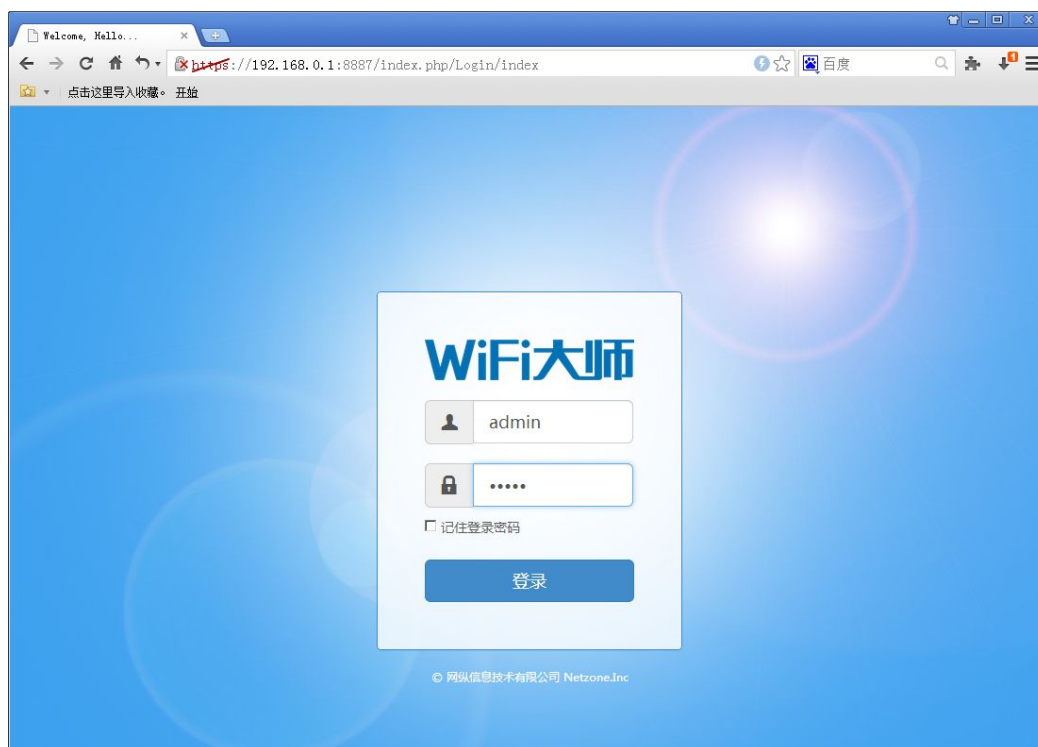 Welcome, Hello...
https://192.168.0.1:8887/index.php/Login/index
百度
1
点击这里导入收藏。 开始
WiFi大师
admin
•••••
记住登录密码
登录
© 网纵信息技术有限公司 Netzone.Inc